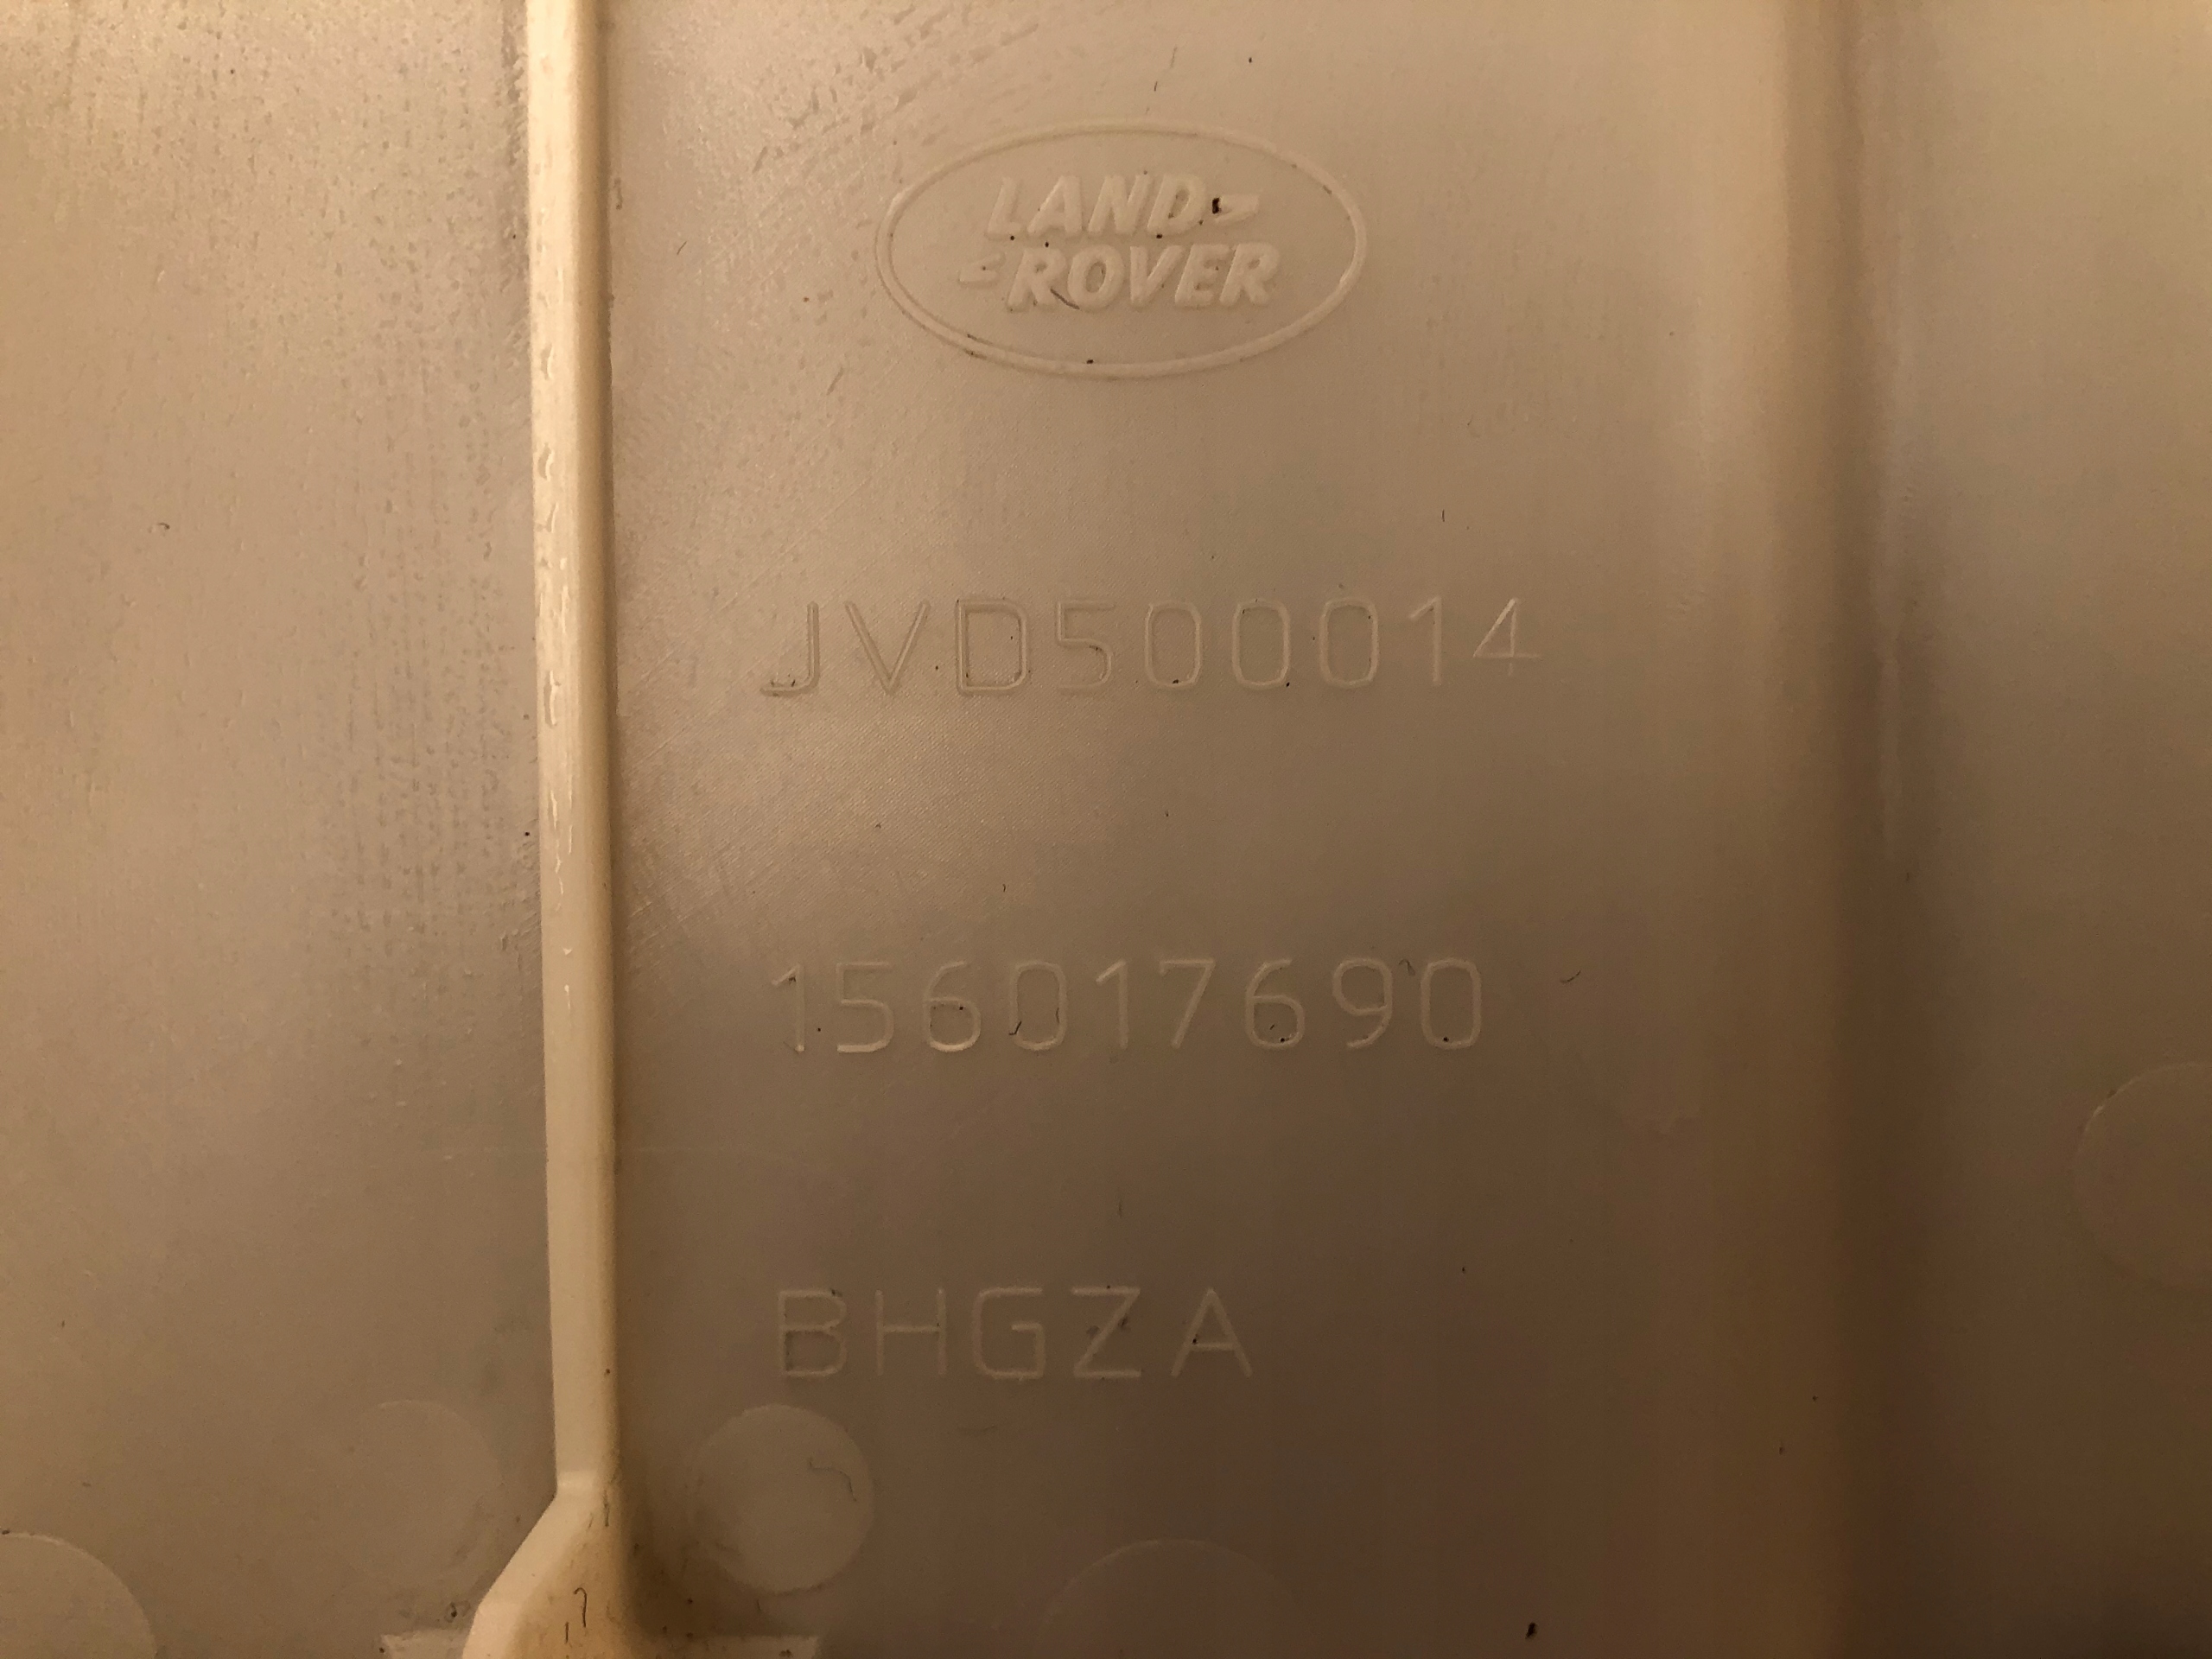 LAND-
-ROVER
JVD500014
156017690
BHGZA